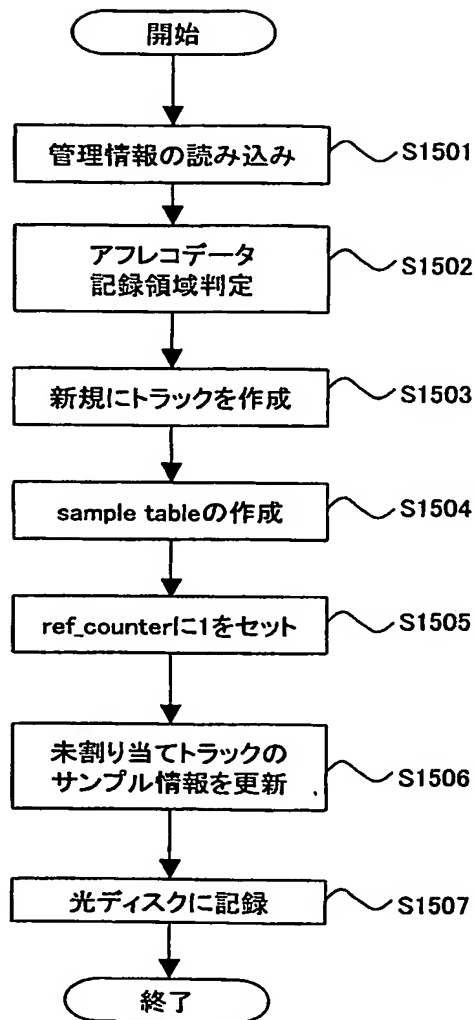 開始
管理情報の読み込み
S1501
アフレコデータ
記録領域判定
S1502
新規にトラックを作成
S1503
sample tableの作成
S1504
ref_counterに1をセット
S1505
未割り当てトラックの
サンプル情報を更新
S1506
光ディスクに記録
S1507
終了